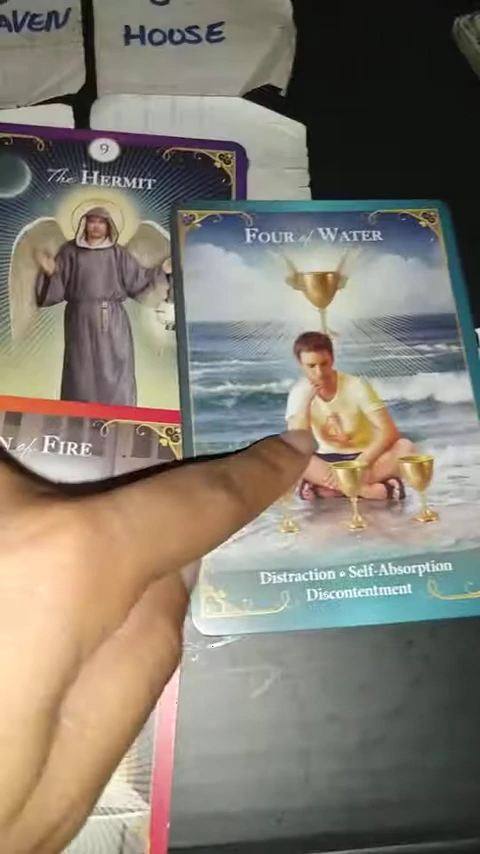 AVEN
HOUSE
9
The HERMIT
FOUR of WATER
N of FIRE
Distraction • Self-Absorption
Discontentment